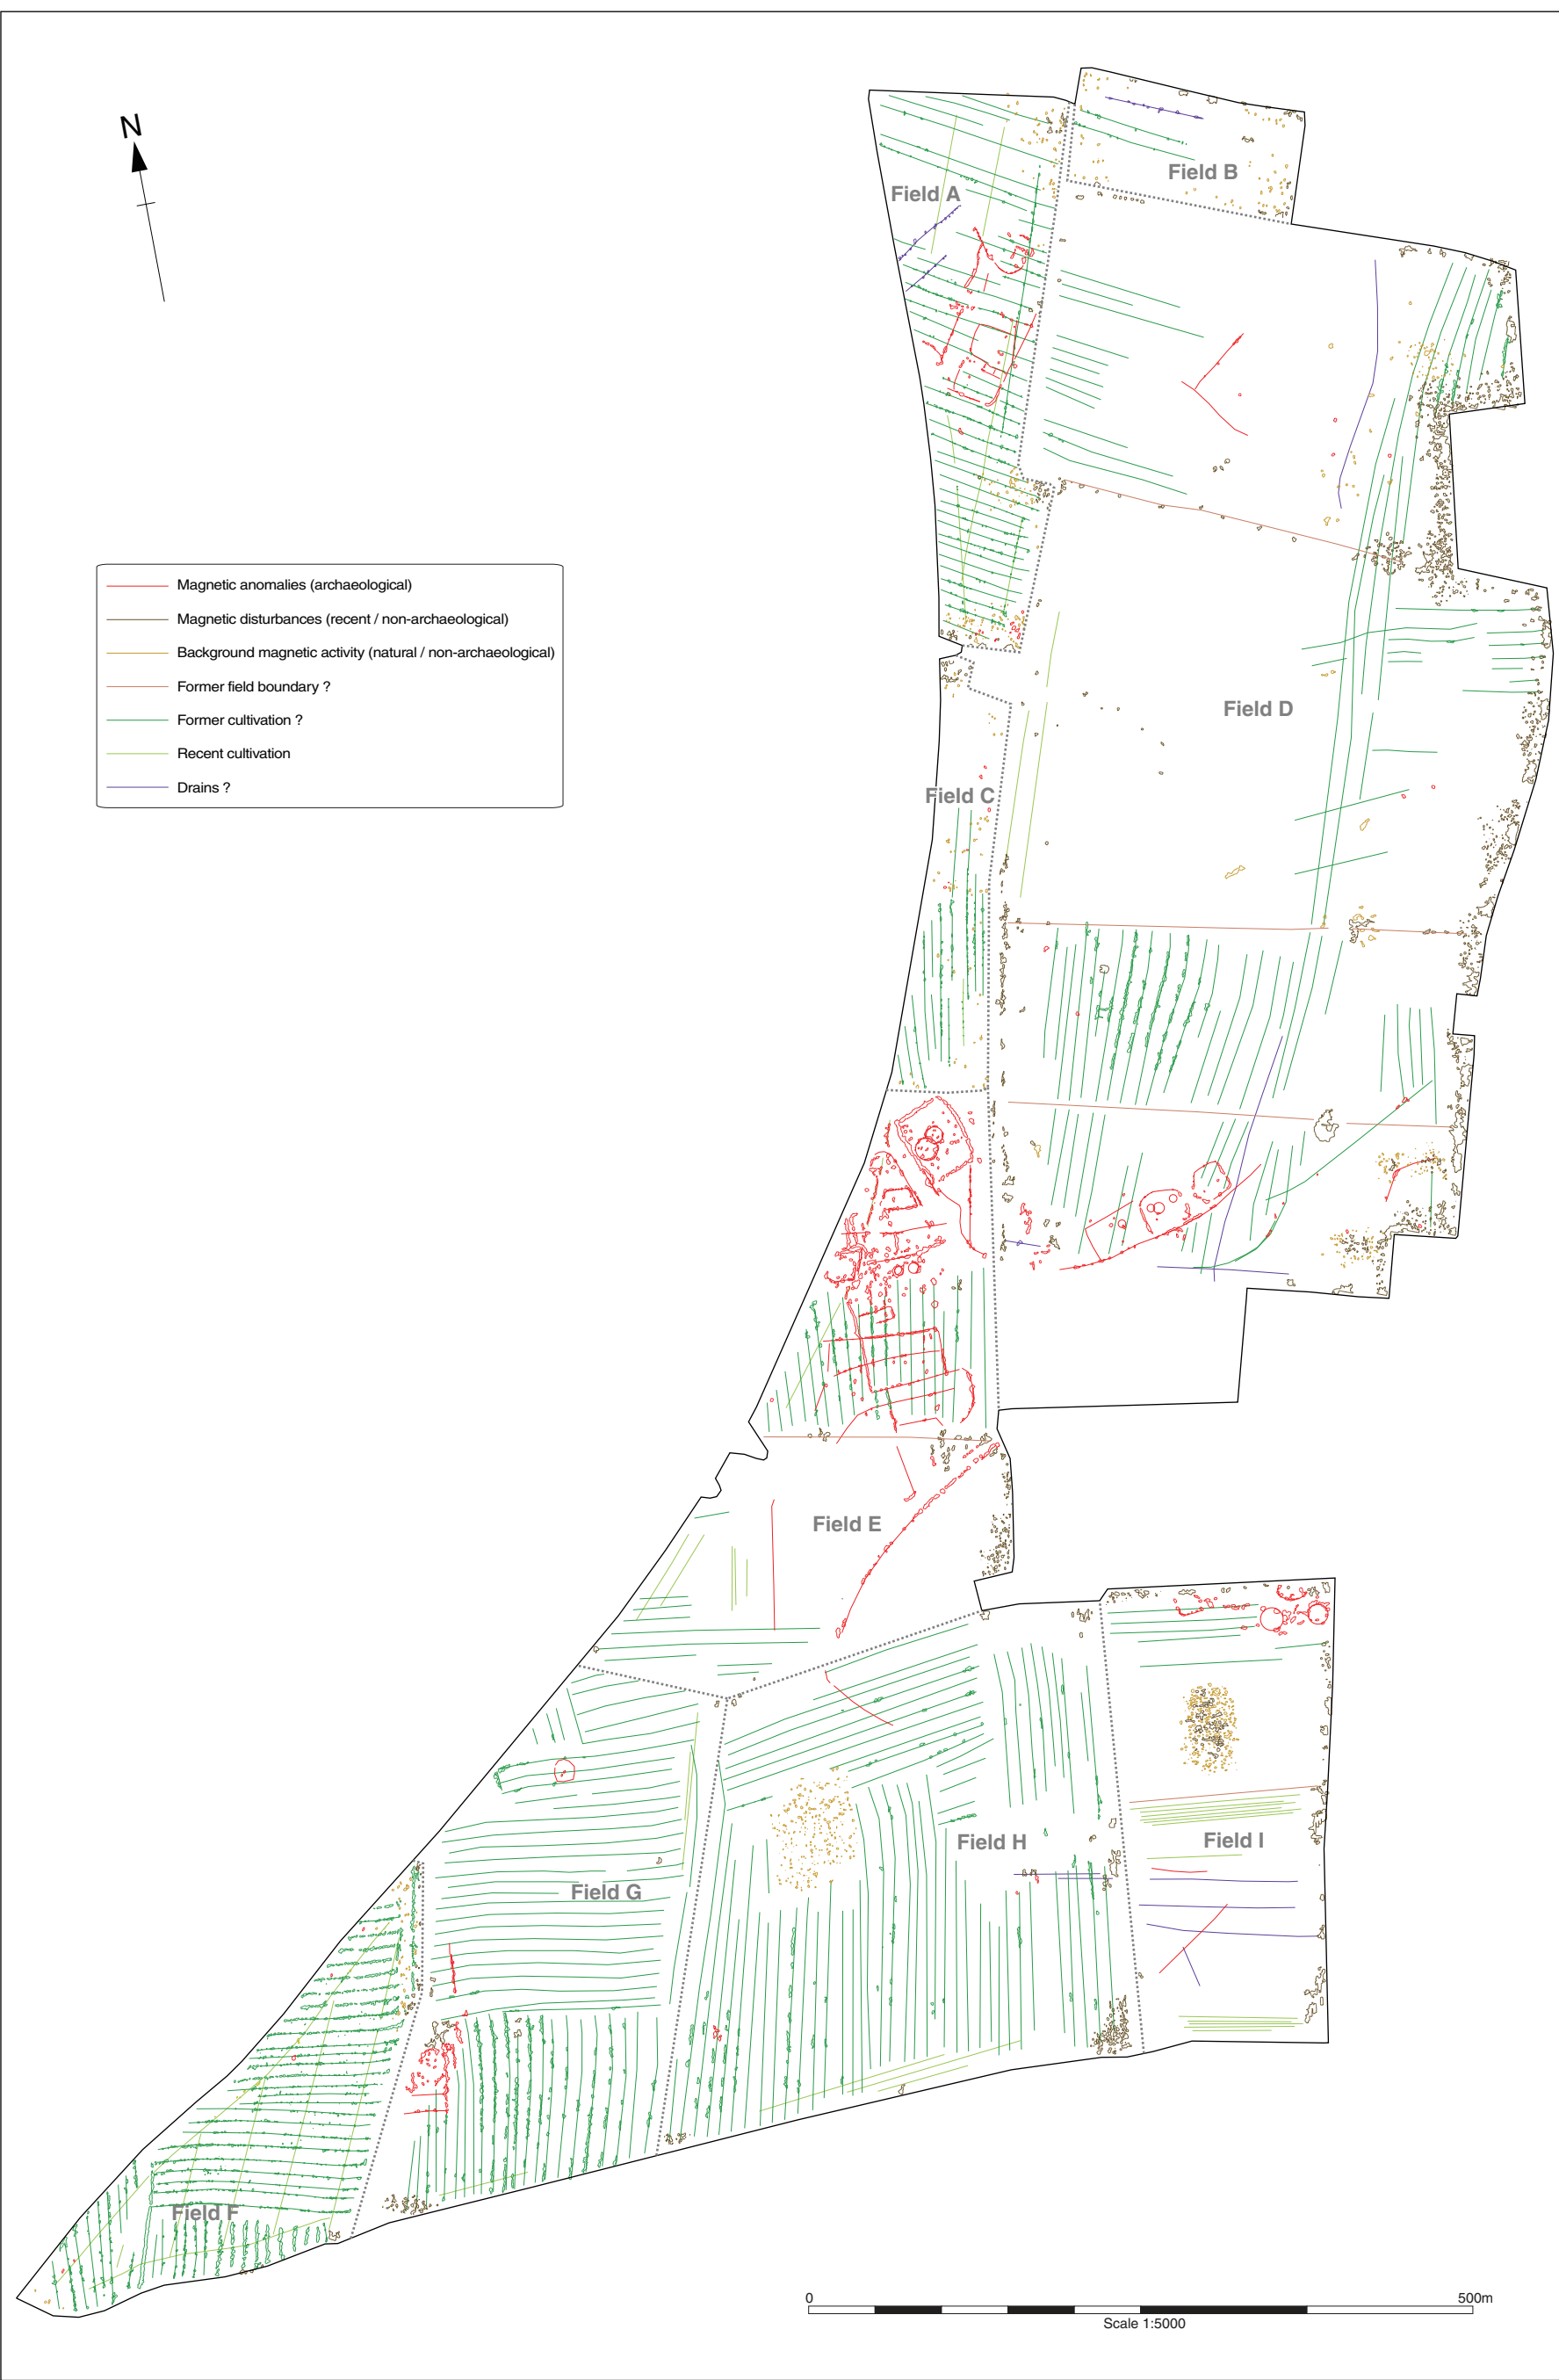 N
Field B
Field A
Magnetic anomalies (archaeological)
Magnetic disturbances (recent / non-archaeological)
Background magnetic activity (natural / non-archaeological)
Former field boundary ?
Former cultivation ?
Recent cultivation
Drains ?
Field D
Field C
Field E
Field H
Field I
Field G
Field F
0
500m
Scale 1:5000